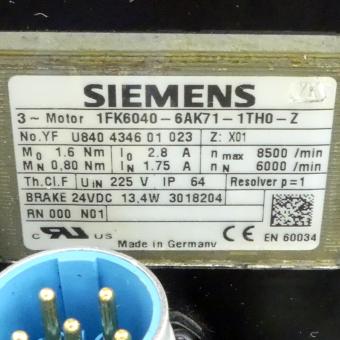 SIEMENS
3~ Motor 1FK6040-6AK71-1TH0-Z
No.YF U840 4346 01 023 Z: X01
M0 1.6 Nm I0 2.8 A n max 8500 /min
MN 0,80 Nm IN 1.75 A nN 6000 /min
Th.Cl.F UIN 225 V IP 64 Resolver p=1
BRAKE 24VDC 13,4W 3018204
RN 000 N01
c RU US Made in Germany CE EN 60034